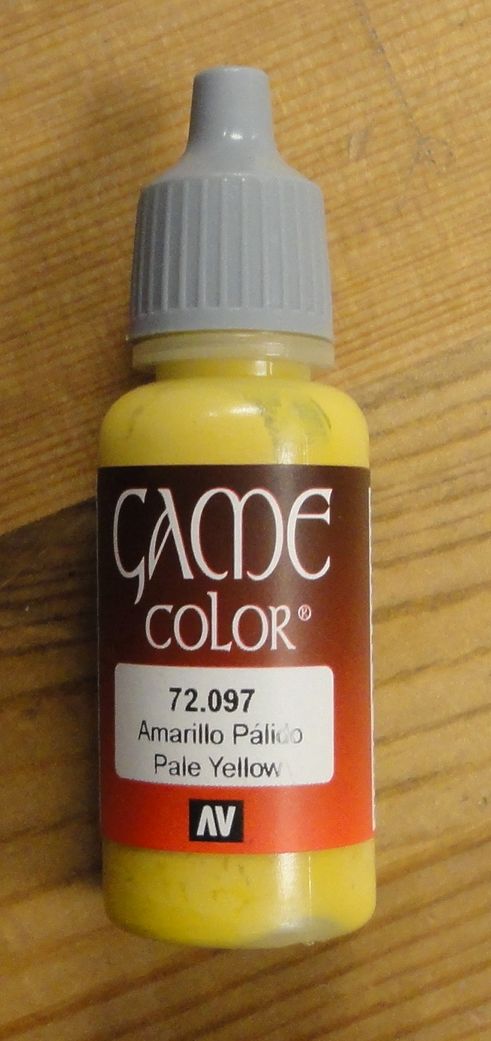 GAME
COLOR®
72.097
Amarillo Pálido
Pale Yellow
AV